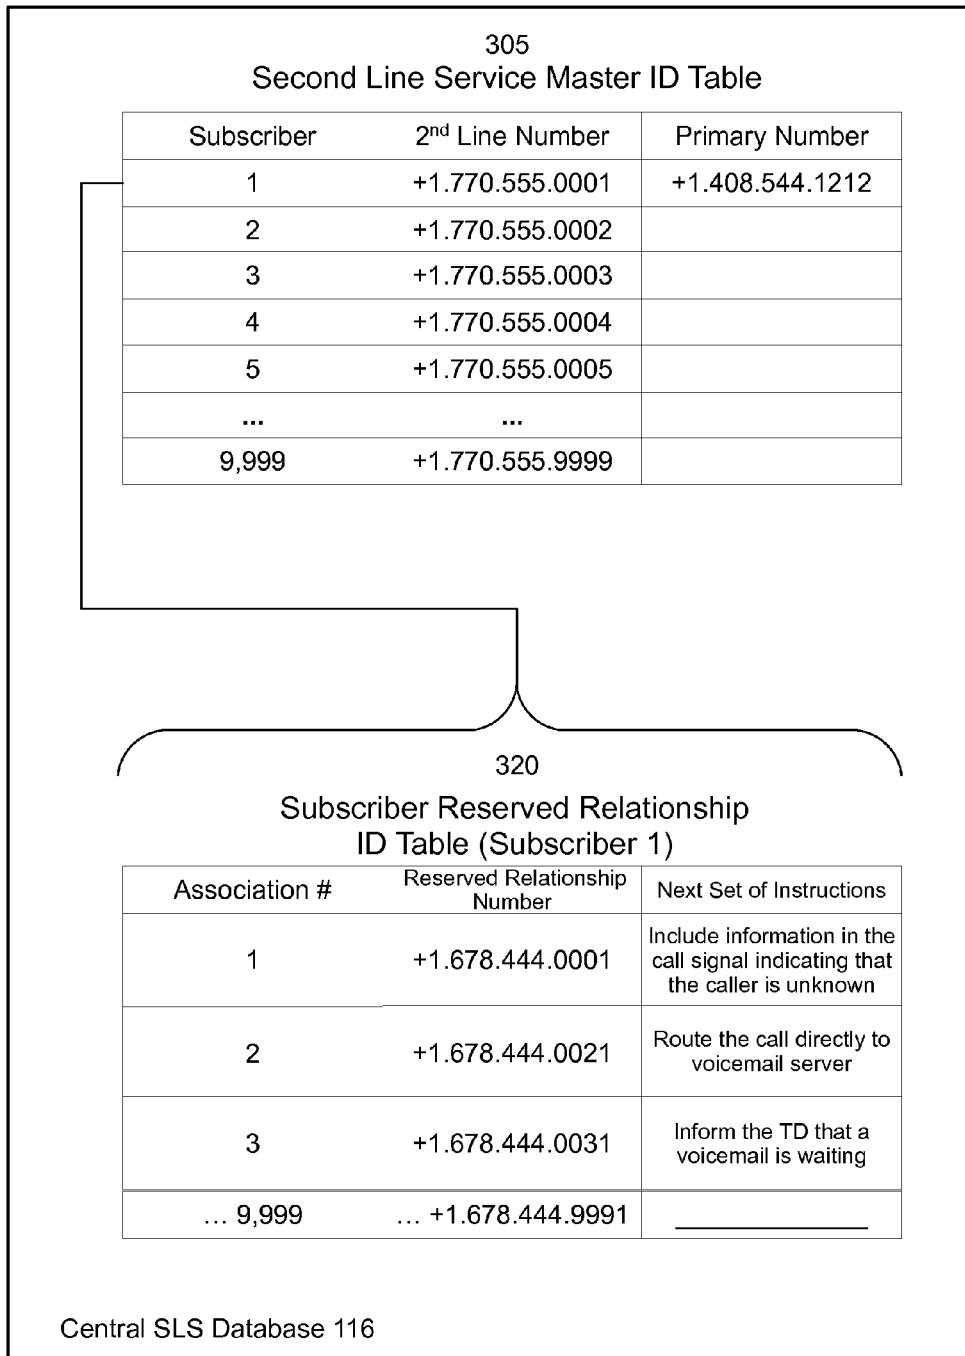 305
Second Line Service Master ID Table
Subscriber 2nd Line Number Primary Number
1 +1.770.555.0001 +1.408.544.1212
2 +1.770.555.0002
3 +1.770.555.0003
4 +1.770.555.0004
5 +1.770.555.0005
... ...
9,999 +1.770.555.9999
320
Subscriber Reserved Relationship
ID Table (Subscriber 1)
Association # Reserved Relationship Number Next Set of Instructions
1 +1.678.444.0001 Include information in the call signal indicating that the caller is unknown
2 +1.678.444.0021 Route the call directly to voicemail server
3 +1.678.444.0031 Inform the TD that a voicemail is waiting
... 9,999 ... +1.678.444.9991
Central SLS Database 116